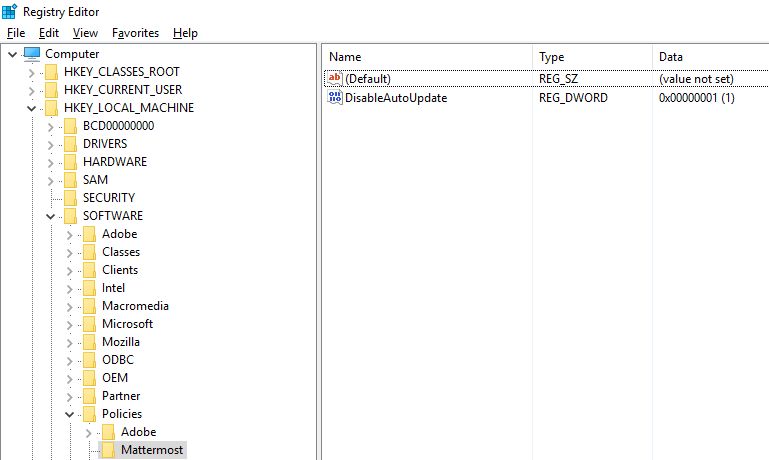 Registry Editor
File Edit View Favorites Help
Computer
HKEY_CLASSES_ROOT
HKEY_CURRENT_USER
HKEY_LOCAL_MACHINE
BCD00000000
DRIVERS
HARDWARE
SAM
SECURITY
SOFTWARE
Adobe
Classes
Clients
Intel
Macromedia
Microsoft
Mozilla
ODBC
OEM
Partner
Policies
Adobe
Mattermost
Name Type Data
(Default) REG_SZ (value not set)
DisableAutoUpdate REG_DWORD 0x00000001 (1)